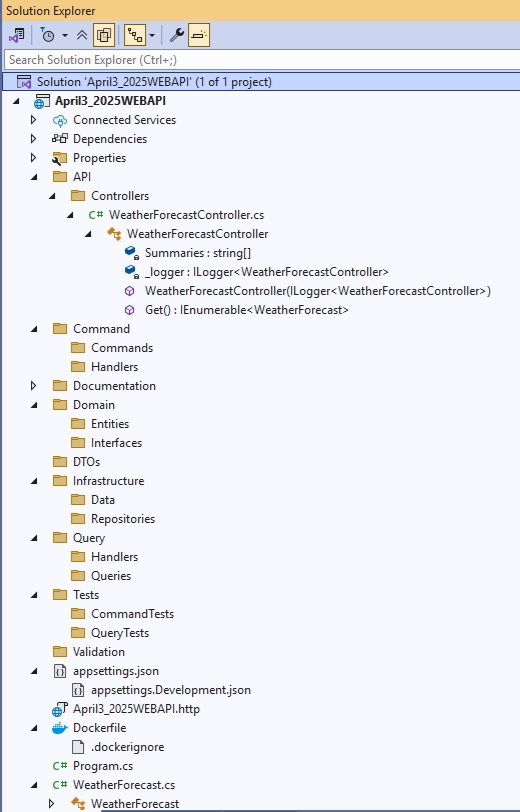 Solution Explorer
Search Solution Explorer (Ctrl+;)
Solution 'April3_2025WEBAPI' (1 of 1 project)
April3_2025WEBAPI
Connected Services
Dependencies
Properties
API
Controllers
C# WeatherForecastController.cs
WeatherForecastController
Summaries : string[]
_logger : ILogger<WeatherForecastController>
WeatherForecastController(ILogger<WeatherForecastController>)
Get() : IEnumerable<WeatherForecast>
Command
Commands
Handlers
Documentation
Domain
Entities
Interfaces
DTOs
Infrastructure
Data
Repositories
Query
Handlers
Queries
Tests
CommandTests
QueryTests
Validation
appsettings.json
appsettings.Development.json
April3_2025WEBAPI.http
Dockerfile
.dockerignore
C# Program.cs
C# WeatherForecast.cs
WeatherForecast